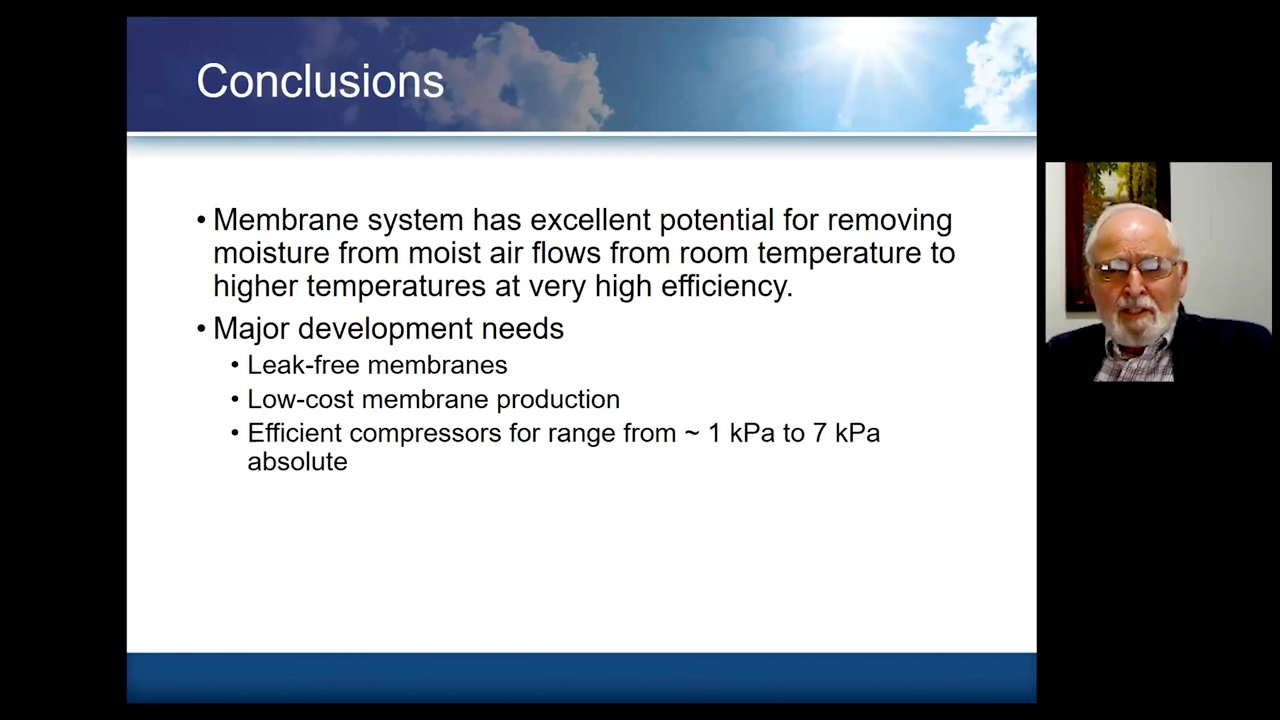 Conclusions
• Membrane system has excellent potential for removing
moisture from moist air flows from room temperature to
higher temperatures at very high efficiency.
• Major development needs
• Leak-free membranes
• Low-cost membrane production
• Efficient compressors for range from ~ 1 kPa to 7 kPa
absolute